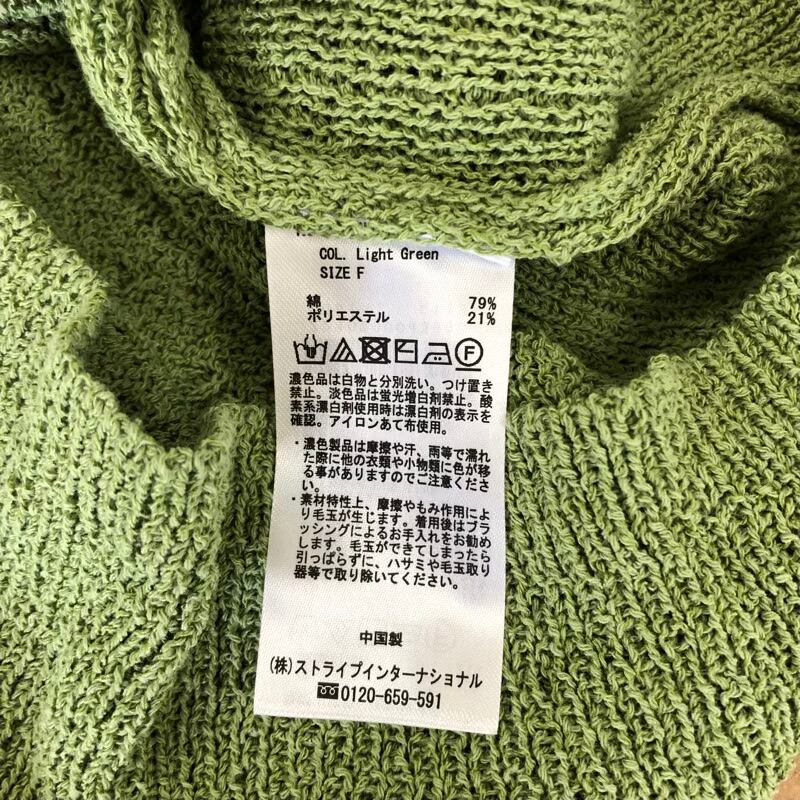 COL. Light Green
SIZE F
綿 79%
ポリエステル 21%
F
濃色品は白物と分別洗い。つけ置き
禁止。淡色品は蛍光増白剤禁止。酸
素系漂白剤使用時は漂白剤の表示を
確認。アイロンあて布使用。
・濃色製品は摩擦や汗、雨等で濡れ
た際に他の衣類や小物類に色が移
る事がありますのでご注意くださ
い。
・素材特性上、摩擦やもみ作用によ
り毛玉が生じます。着用後はブラ
ッシングによるお手入れをお勧め
します。毛玉ができてしまったら
引っぱらずに、ハサミや毛玉取り
器等で取り除いてください。
中国製
(株)ストライプインターナショナル
0120-659-591